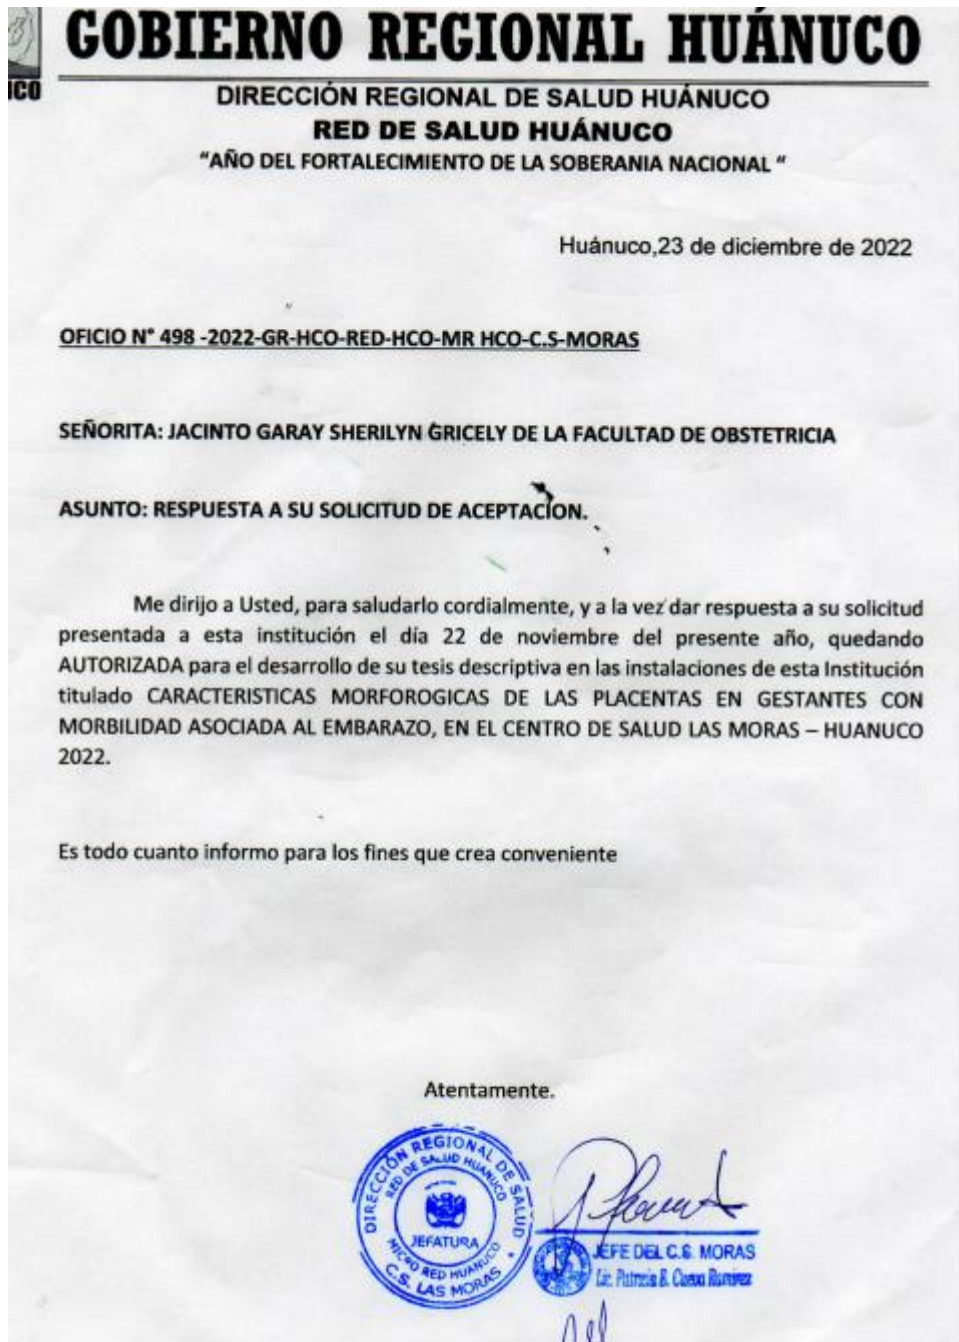 GOBIERNO REGIONAL HUÁNUCO
CO
DIRECCIÓN REGIONAL DE SALUD HUÁNUCO
RED DE SALUD HUÁNUCO
“AÑO DEL FORTALECIMIENTO DE LA SOBERANIA NACIONAL “
Huánuco,23 de diciembre de 2022
OFICIO N° 498 -2022-GR-HCO-RED-HCO-MR HCO-C.S-MORAS
SEÑORITA: JACINTO GARAY SHERILYN GRICELY DE LA FACULTAD DE OBSTETRICIA
ASUNTO: RESPUESTA A SU SOLICITUD DE ACEPTACION.
Me dirijo a Usted, para saludarlo cordialmente, y a la vez dar respuesta a su solicitud
presentada a esta institución el día 22 de noviembre del presente año, quedando
AUTORIZADA para el desarrollo de su tesis descriptiva en las instalaciones de esta Institución
titulado CARACTERISTICAS MORFOROGICAS DE LAS PLACENTAS EN GESTANTES CON
MORBILIDAD ASOCIADA AL EMBARAZO, EN EL CENTRO DE SALUD LAS MORAS – HUANUCO
2022.
Es todo cuanto informo para los fines que crea conveniente
Atentamente.
DIRECCIÓN REGIONAL DE SALUD
RED DE SALUD HUANUCO
JEFATURA
MICRO RED HUANUCO
C.S. LAS MORAS
JEFE DEL C.S. MORAS
Lic. Patricia B. Cueva Ramirez